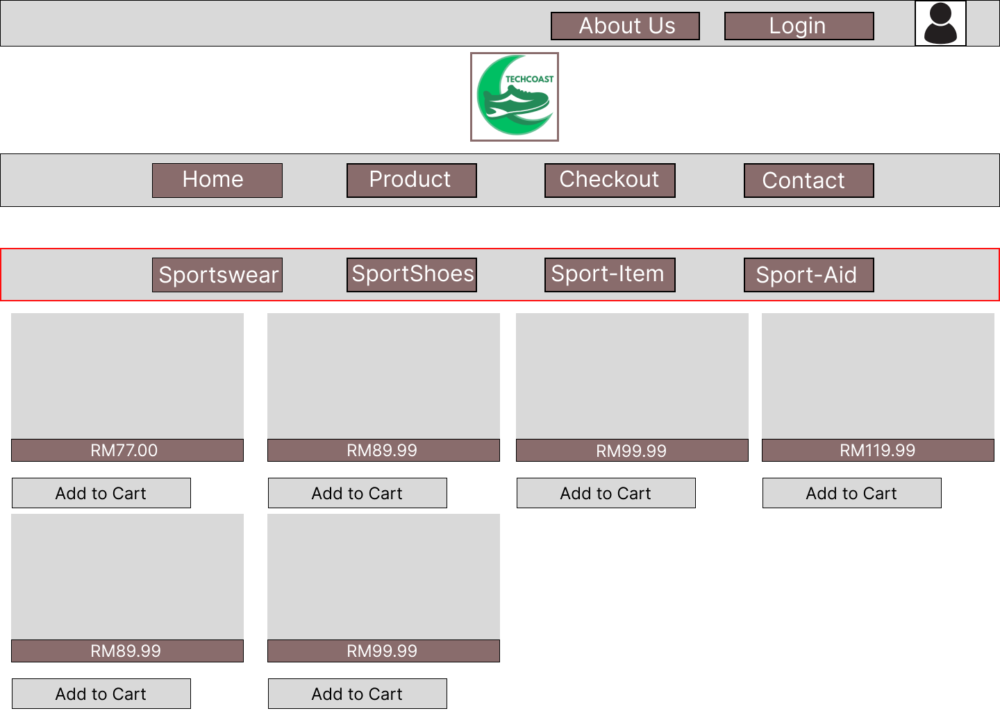 About Us
Login
TECHCOAST
Home
Product
Checkout
Contact
Sportswear
SportShoes
Sport-Item
Sport-Aid
RM77.00
RM89.99
RM99.99
RM119.99
Add to Cart
Add to Cart
Add to Cart
Add to Cart
RM89.99
RM99.99
Add to Cart
Add to Cart